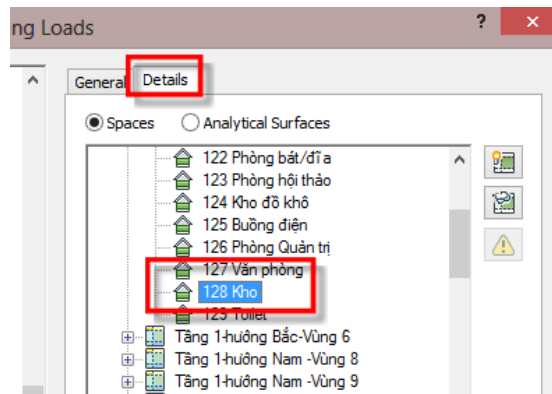 ng Loads ? ×
General Details
Spaces Analytical Surfaces
122 Phòng bát/đĩa
123 Phòng hội thảo
124 Kho đồ khô
125 Buồng điện
126 Phòng Quản trị
127 Văn phòng
128 Kho
129 Toilet
Tầng 1-hướng Bắc-Vùng 6
Tầng 1-hướng Nam -Vùng 8
Tầng 1-hướng Nam -Vùng 9